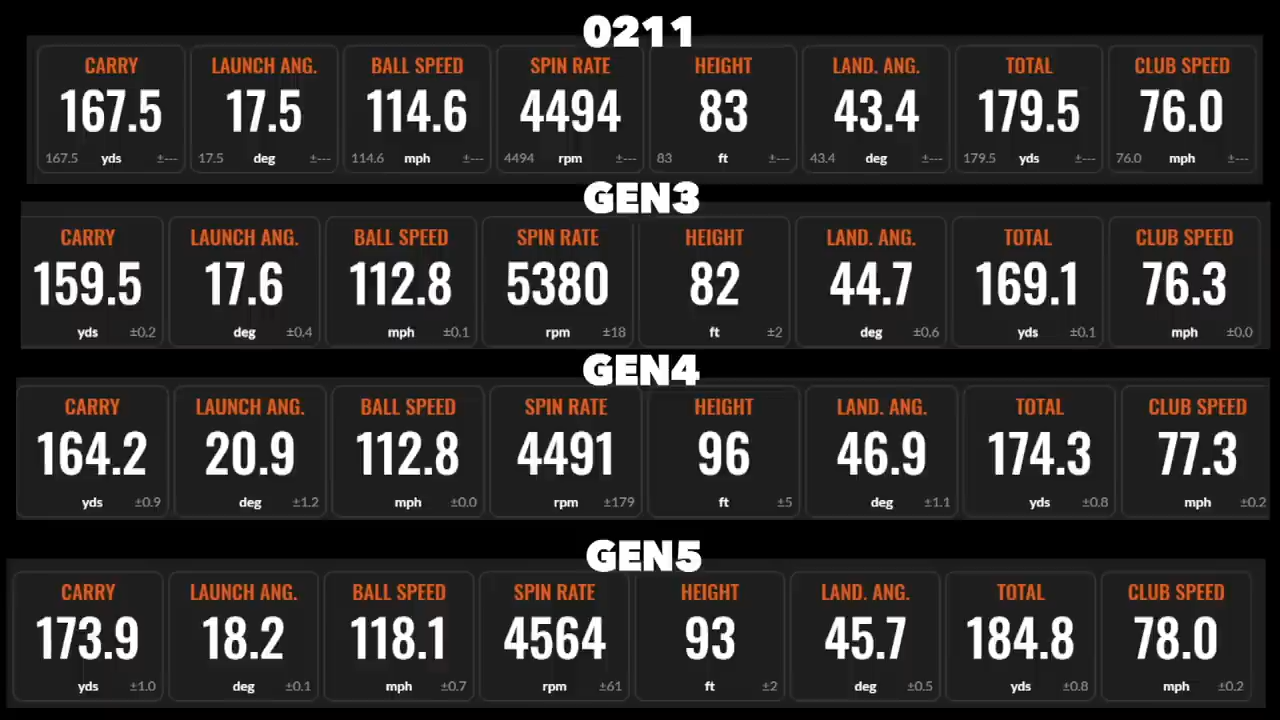 0211
CARRY LAUNCH ANG. BALL SPEED SPIN RATE HEIGHT LAND. ANG. TOTAL CLUB SPEED
167.5 17.5 114.6 4494 83 43.4 179.5 76.0
167.5 yds ±--- 17.5 deg ±--- 114.6 mph ±--- 4494 rpm ±--- 83 ft ±--- 43.4 deg ±--- 179.5 yds ±--- 76.0 mph ±---
GEN3
CARRY LAUNCH ANG. BALL SPEED SPIN RATE HEIGHT LAND. ANG. TOTAL CLUB SPEED
159.5 17.6 112.8 5380 82 44.7 169.1 76.3
yds ±0.2 deg ±0.4 mph ±0.1 rpm ±18 ft ±2 deg ±0.6 yds ±0.1 mph ±0.0
GEN4
CARRY LAUNCH ANG. BALL SPEED SPIN RATE HEIGHT LAND. ANG. TOTAL CLUB SPEED
164.2 20.9 112.8 4491 96 46.9 174.3 77.3
yds ±0.9 deg ±1.2 mph ±0.0 rpm ±179 ft ±5 deg ±1.1 yds ±0.8 mph ±0.2
GEN5
CARRY LAUNCH ANG. BALL SPEED SPIN RATE HEIGHT LAND. ANG. TOTAL CLUB SPEED
173.9 18.2 118.1 4564 93 45.7 184.8 78.0
yds ±1.0 deg ±0.1 mph ±0.7 rpm ±61 ft ±2 deg ±0.5 yds ±0.8 mph ±0.2